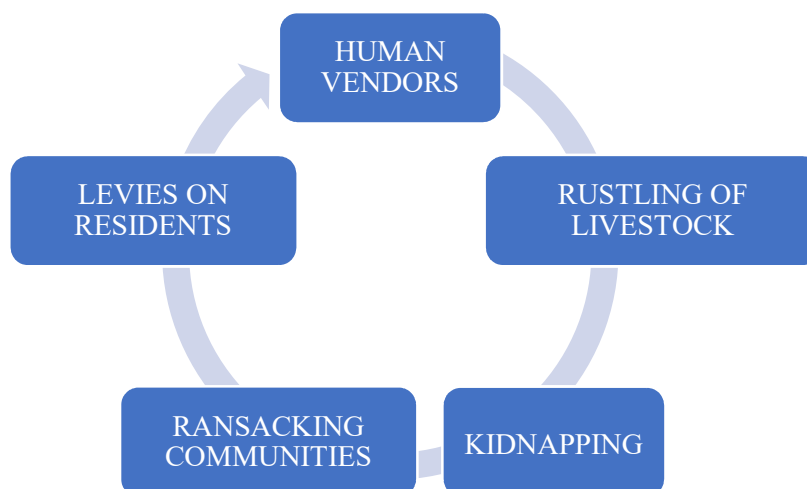 HUMAN
VENDORS
RUSTLING OF
LIVESTOCK
KIDNAPPING
RANSACKING
COMMUNITIES
LEVIES ON
RESIDENTS